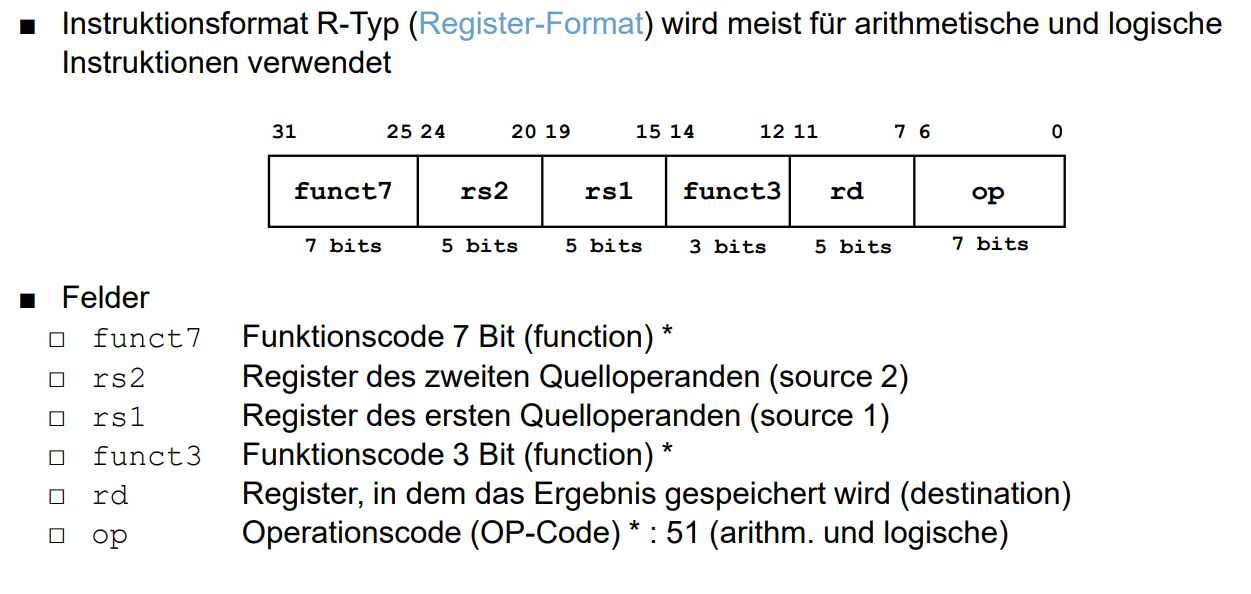 ■ Instruktionsformat R-Typ (Register-Format) wird meist für arithmetische und logische
Instruktionen verwendet
31 25 24 20 19 15 14 12 11 7 6 0
funct7 rs2 rs1 funct3 rd op
7 bits 5 bits 5 bits 3 bits 5 bits 7 bits
■ Felder
□ funct7 Funktionscode 7 Bit (function) *
□ rs2 Register des zweiten Quelloperanden (source 2)
□ rs1 Register des ersten Quelloperanden (source 1)
□ funct3 Funktionscode 3 Bit (function) *
□ rd Register, in dem das Ergebnis gespeichert wird (destination)
□ op Operationscode (OP-Code) * : 51 (arithm. und logische)